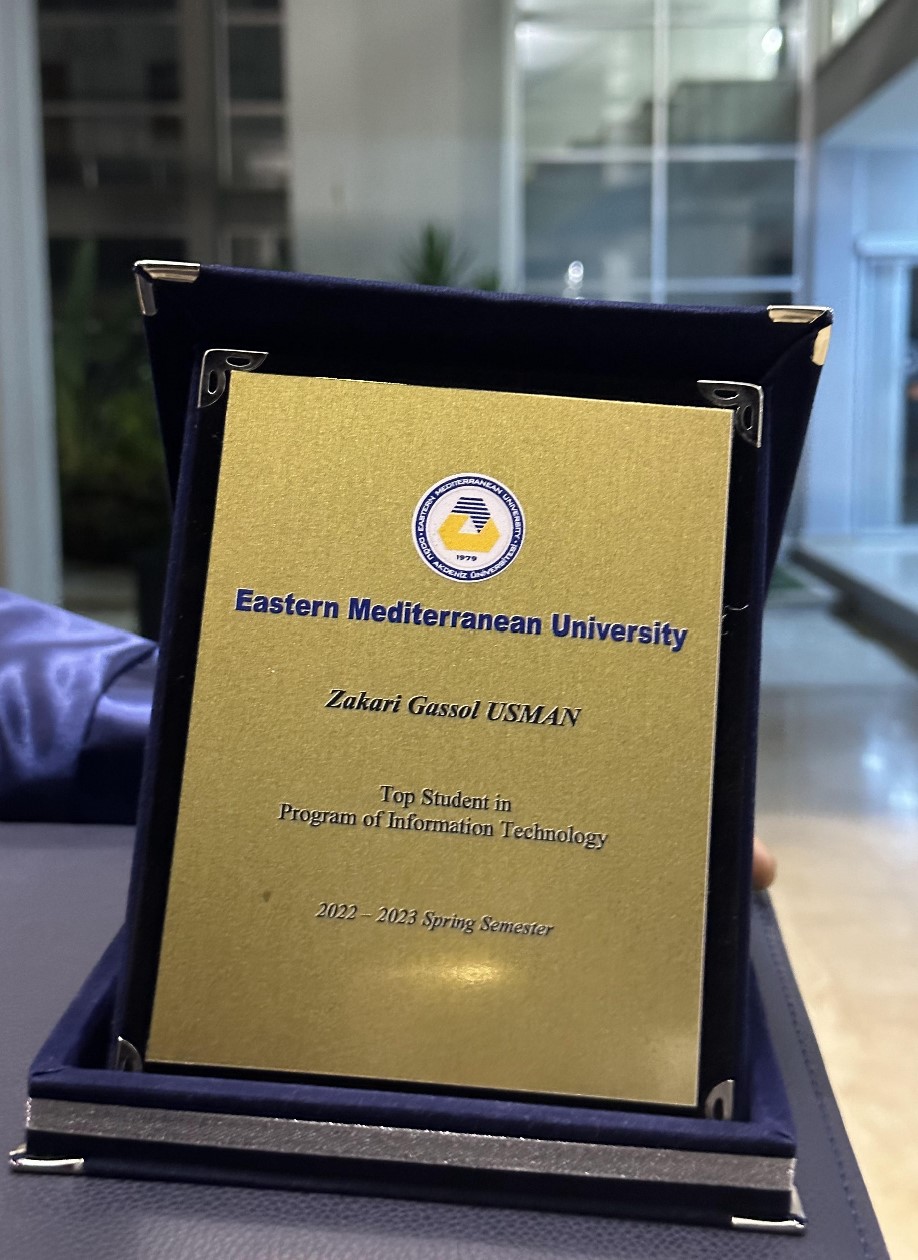 EASTERN MEDITERRANEAN UNIVERSITY
1979
DOĞU AKDENİZ ÜNİVERSİTESİ
Eastern Mediterranean University
Zakari Gassol USMAN
Top Student in
Program of Information Technology
2022 – 2023 Spring Semester